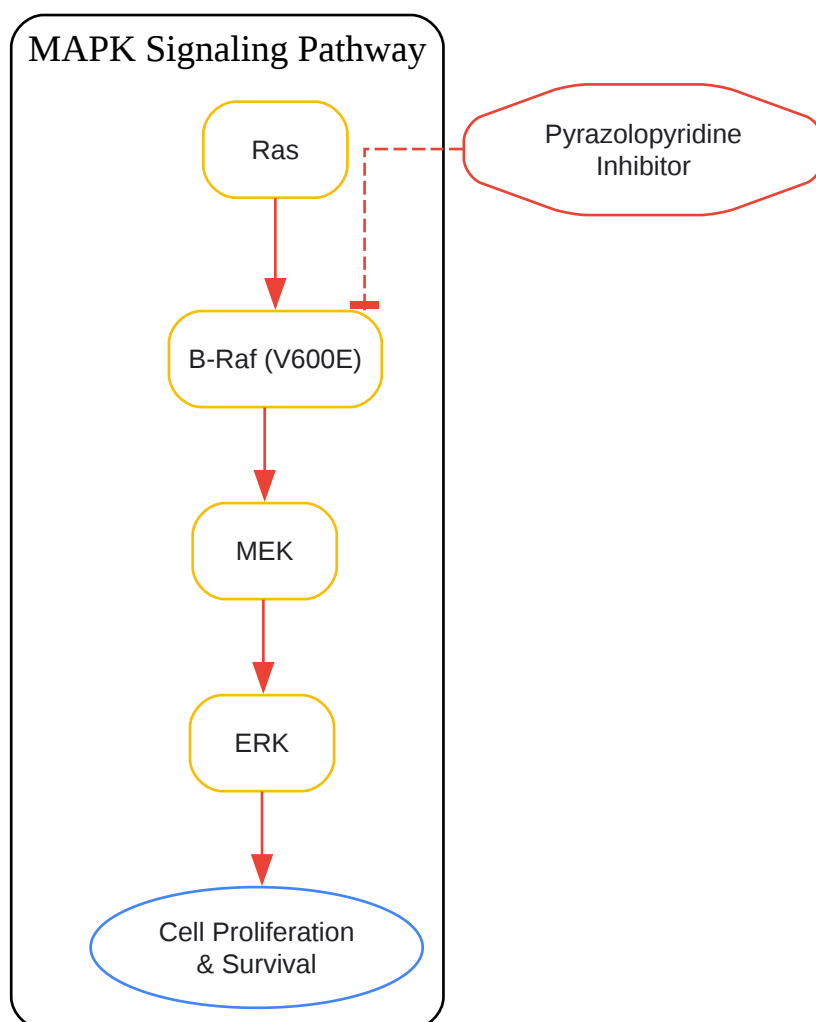 MAPK Signaling Pathway
Ras
Pyrazolopyridine
Inhibitor
B-Raf (V600E)
MEK
ERK
Cell Proliferation
& Survival